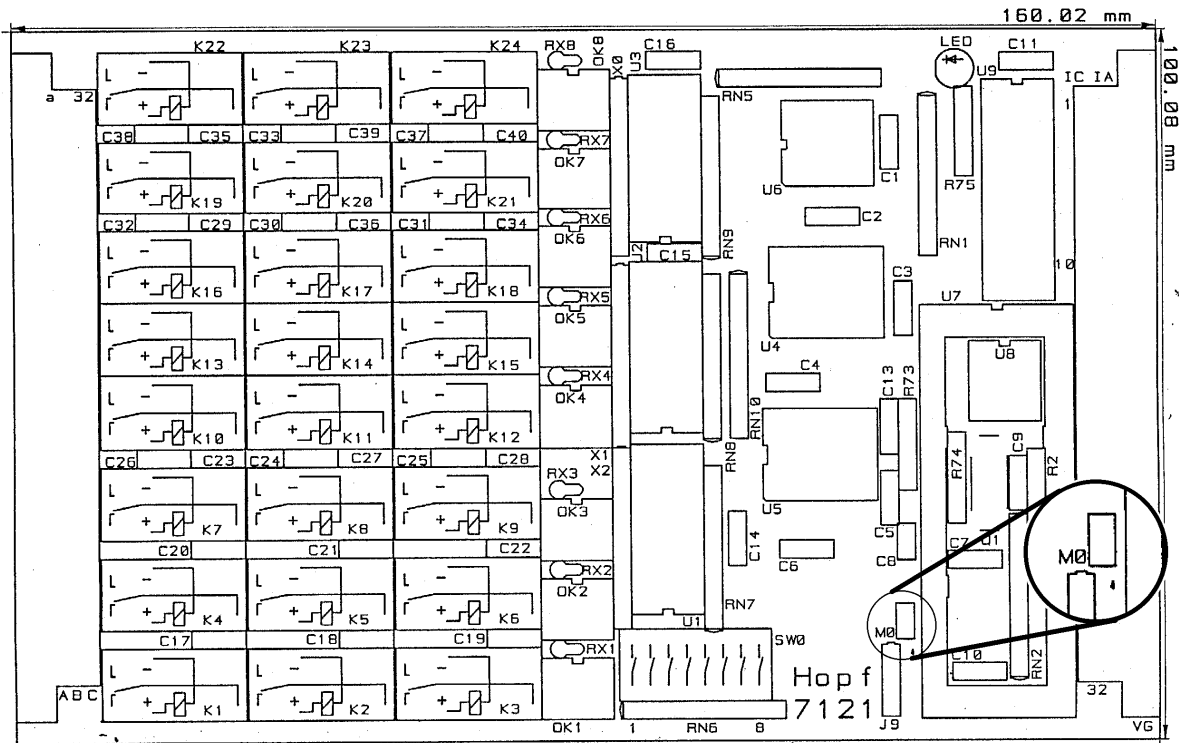 160.02 mm
100.08 mm
K22 K23 K24 RX8 OK8 C16 LED C11
U3 X0 U9 IC IA
a 32 RN5 1
L - + L - + L - +
C38 C35 C33 C39 C37 C40 RX7
OK7 U6 C1 R75
L - + K19 L - + K20 L - + K21
C2
C32 C29 C30 C36 C31 C34 RX6
OK6 U2 C15 RN9 RN1
L - + K16 L - + K17 L - + K18 10
C3
RX5
OK5 U7
L - + K13 L - + K14 L - + K15 U4 U8
C4 C13 R73
RX4
OK4
L - + K10 L - + K11 L - + K12 RN10
C26 C23 C24 C27 C25 C28 X1 RN8
X2 R74 C9 R2
RX3
OK3 U5
L - + K7 L - + K8 L - + K9
C14 C5 C7 Q1
C20 C21 C22 C6 C8 M0
RX2
OK2
L - + K4 L - + K5 L - + K6 RN7
U1 M0
C17 C18 C19 SW0
RX1
C10 RN2
L - + K1 L - + K2 L - + K3 Hopf
ABC 32
7121
OK1 1 RN6 8 J9 VG